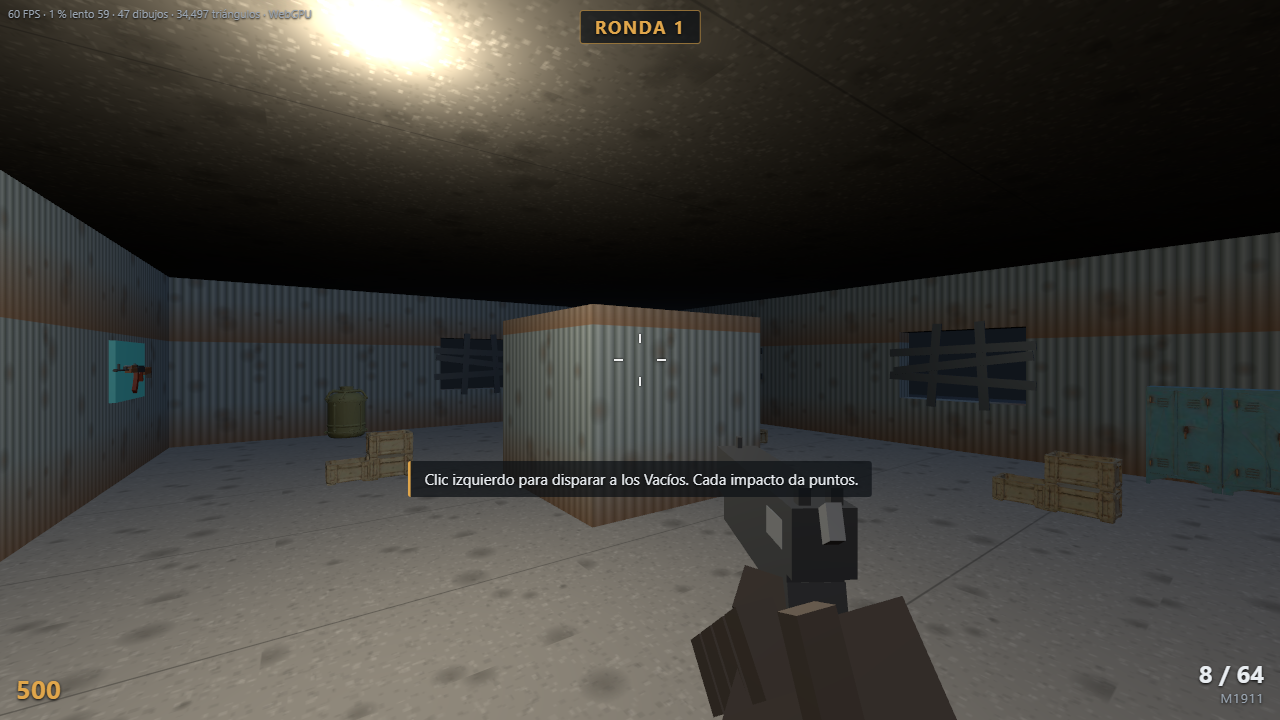 60 FPS · 1 % lento 59 · 47 dibujos · 34,497 triangulos · WebGPU
RONDA 1
Clic izquierdo para disparar a los Vacíos. Cada impacto da puntos.
500
8 / 64
M1911